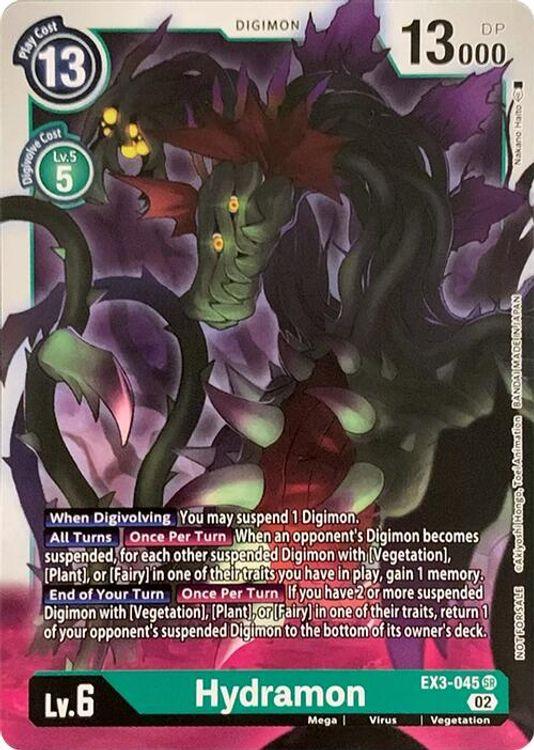 Play Cost
13
DIGIMON
DP
13000
Digivolve Cost
Lv.5
5
Nakano Haito
When Digivolving You may suspend 1 Digimon.
All Turns Once Per Turn When an opponent's Digimon becomes
suspended, for each other suspended Digimon with [Vegetation],
[Plant], or [Fairy] in one of their traits you have in play, gain 1 memory.
End of Your Turn Once Per Turn If you have 2 or more suspended
Digimon with [Vegetation], [Plant], or [Fairy] in one of their traits, return 1
of your opponent's suspended Digimon to the bottom of its owner's deck.
NOT FOR SALE ©Akiyoshi Hongo, Toei Animation BANDAI MADE IN JAPAN
Lv.6
Hydramon
EX3-045 SR
02
Mega Virus Vegetation